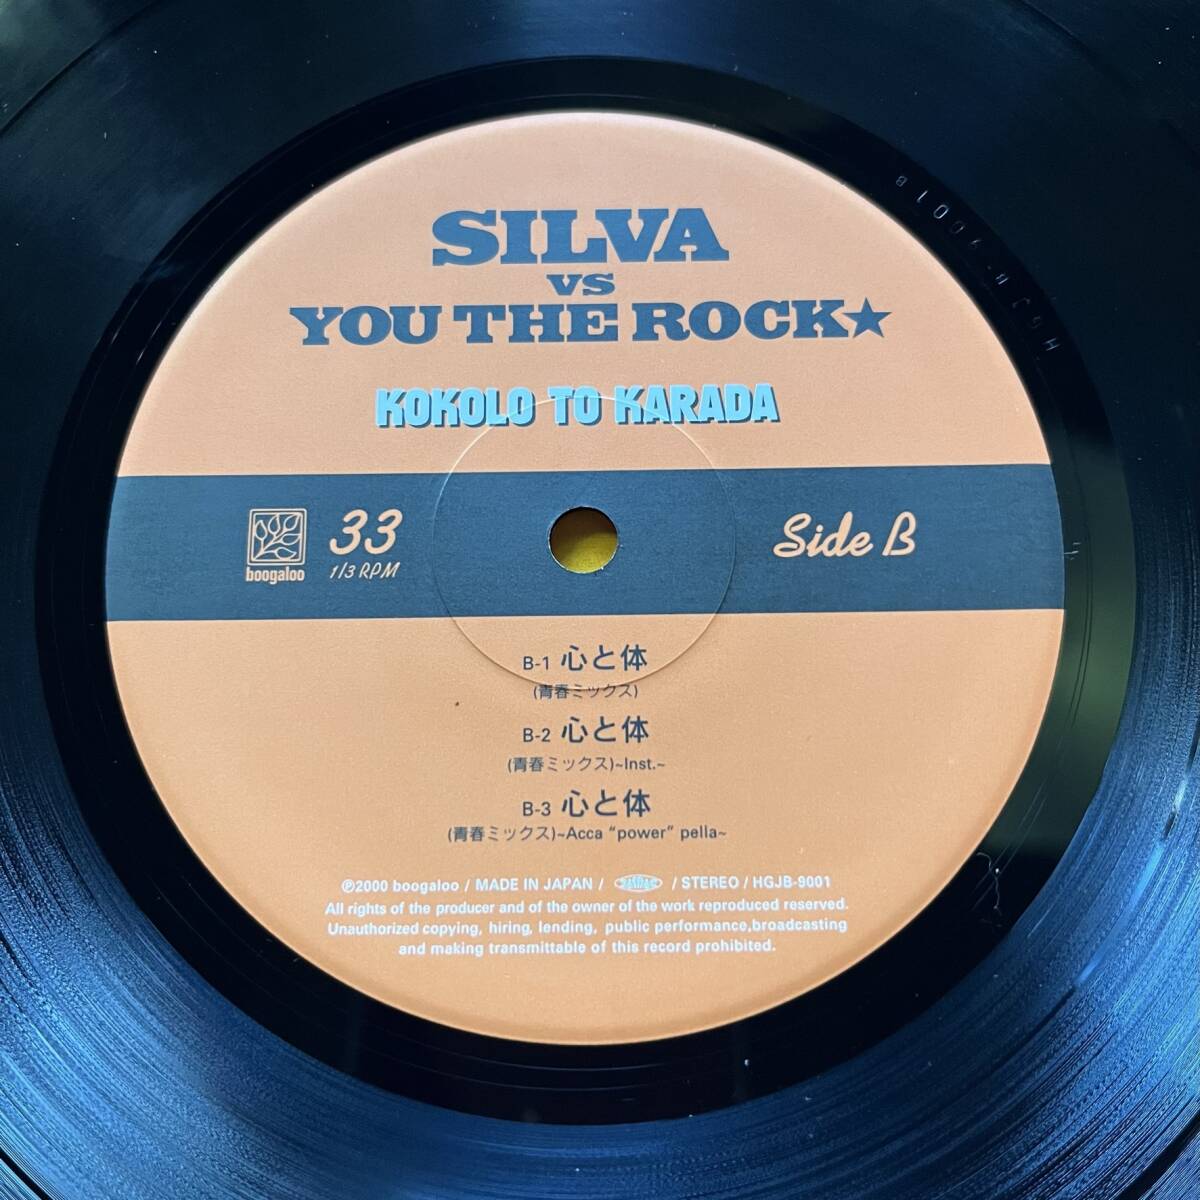 SILVA
VS
YOU THE ROCK★
KOKOLO TO KARADA
boogaloo
33
1/3 RPM
Side B
B-1 心と体
(青春ミックス)
B-2 心と体
(青春ミックス)~Inst.~
B-3 心と体
(青春ミックス)~Acca "power" pella~
℗2000 boogaloo / MADE IN JAPAN / JASRAC / STEREO / HGJB-9001
All rights of the producer and of the owner of the work reproduced reserved.
Unauthorized copying, hiring, lending, public performance,broadcasting
and making transmittable of this record prohibited.
HGJB-9001B